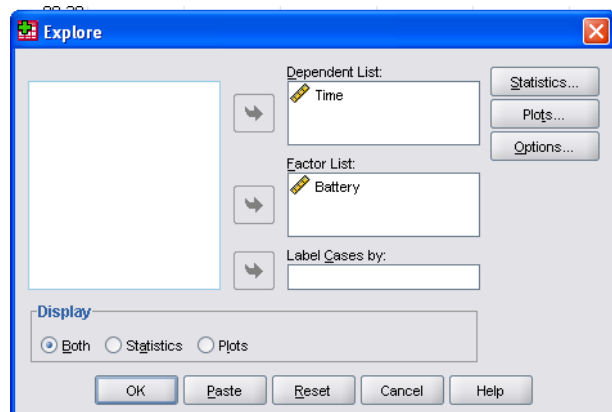 Explore
Dependent List:
Time
Statistics...
Plots...
Options...
Factor List:
Battery
Label Cases by:
Display
Both Statistics Plots
OK Paste Reset Cancel Help